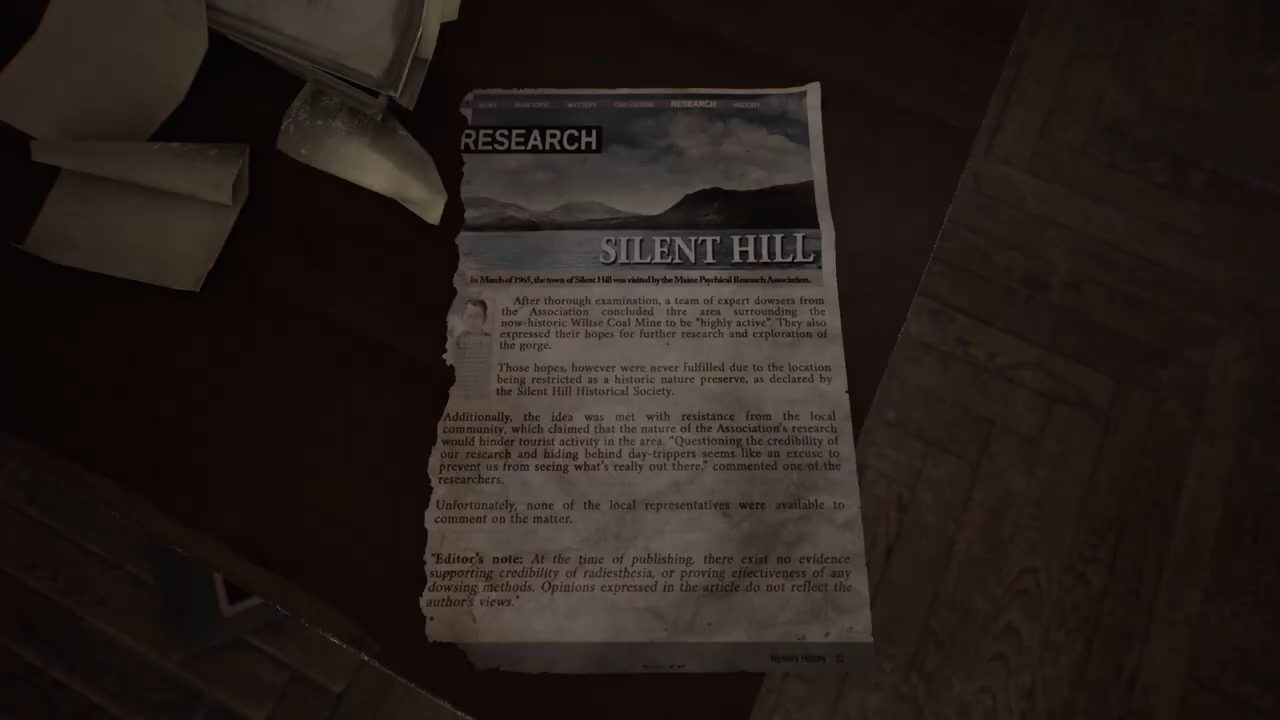 NEWS MAIN TOPIC MYSTERY CIVILIZATION RESEARCH HISTORY
RESEARCH
SILENT HILL
In March of 1965, the town of Silent Hill was visited by the Maine Psychical Research Association.
After thorough examination, a team of expert dowsers from
the Association concluded thre area surrounding the
now-historic Wiltse Coal Mine to be "highly active". They also
expressed their hopes for further research and exploration of
the gorge.
Those hopes, however were never fulfilled due to the location
being restricted as a historic nature preserve, as declared by
the Silent Hill Historical Society.
Additionally, the idea was met with resistance from the local
community, which claimed that the nature of the Association's research
would hinder tourist activity in the area. "Questioning the credibility of
our research and hiding behind day-trippers seems like an excuse to
prevent us from seeing what's really out there," commented one of the
researchers.
Unfortunately, none of the local representatives were available to
comment on the matter.
"Editor's note: At the time of publishing, there exist no evidence
supporting credibility of radiesthesia, or proving effectiveness of any
dowsing methods. Opinions expressed in the article do not reflect the
author's views."
Mystery History